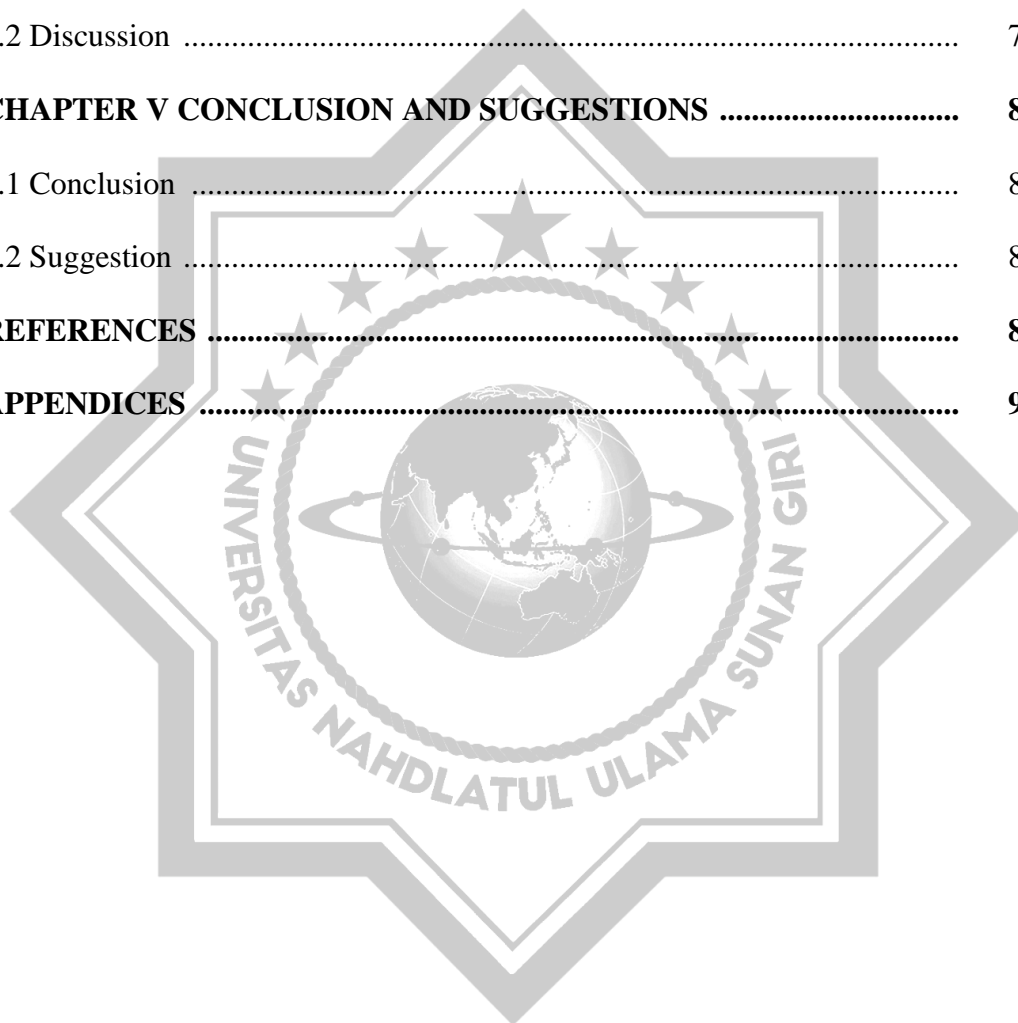 .2 Discussion ................................................................................................... 7
CHAPTER V CONCLUSION AND SUGGESTIONS ............................. 8
.1 Conclusion .................................................................................................. 8
.2 Suggestion ................................................................................................... 8
REFERENCES ............................................................................................. 8
APPENDICES .............................................................................................. 9
UNIVERSITAS NAHDLATUL ULAMA SUNAN GIRI